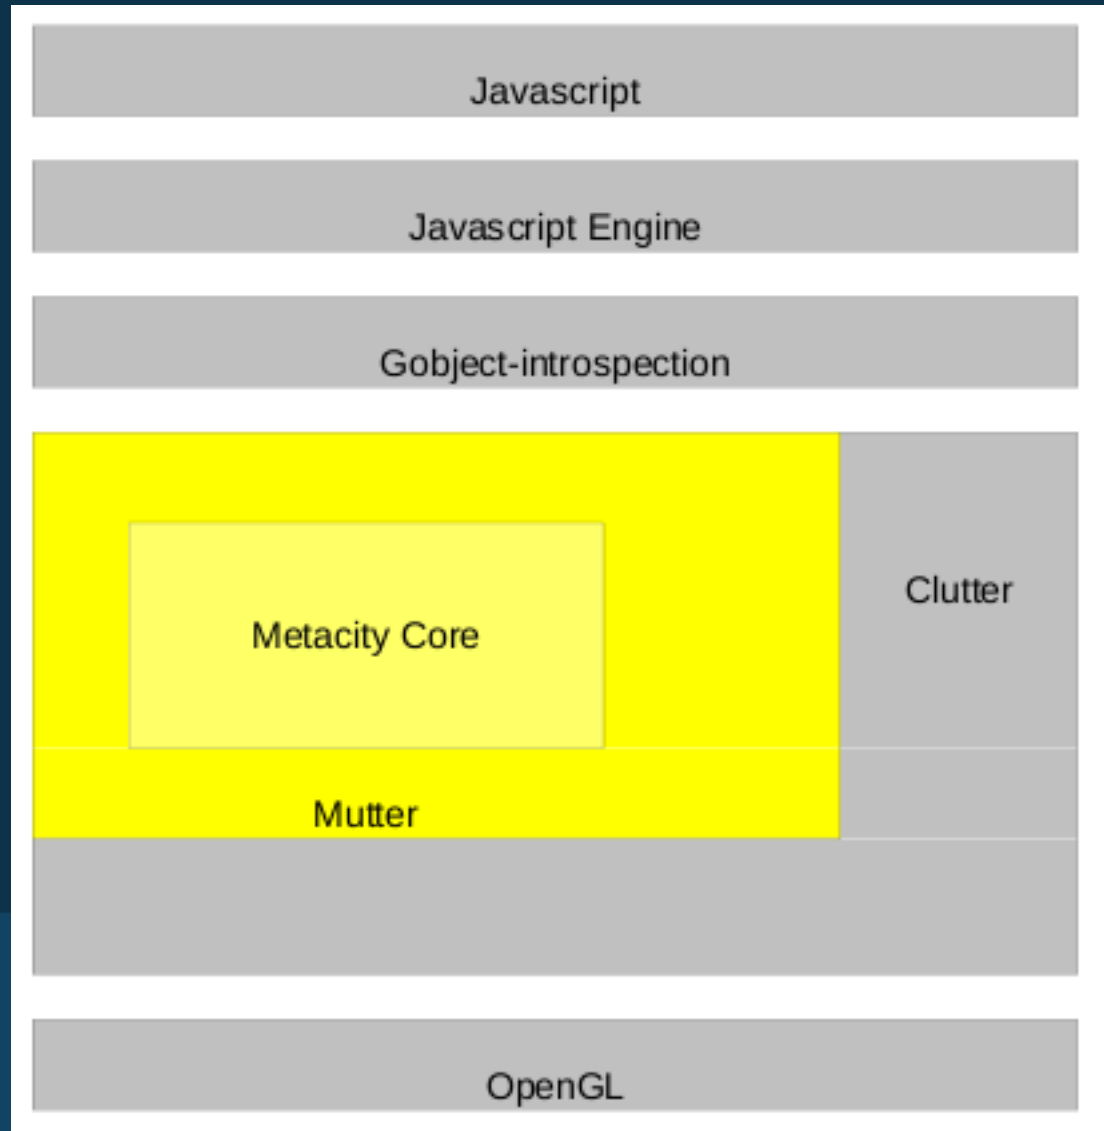 Javascript
Javascript Engine
Gobject-introspection
Clutter
Metacity Core
Mutter
OpenGL